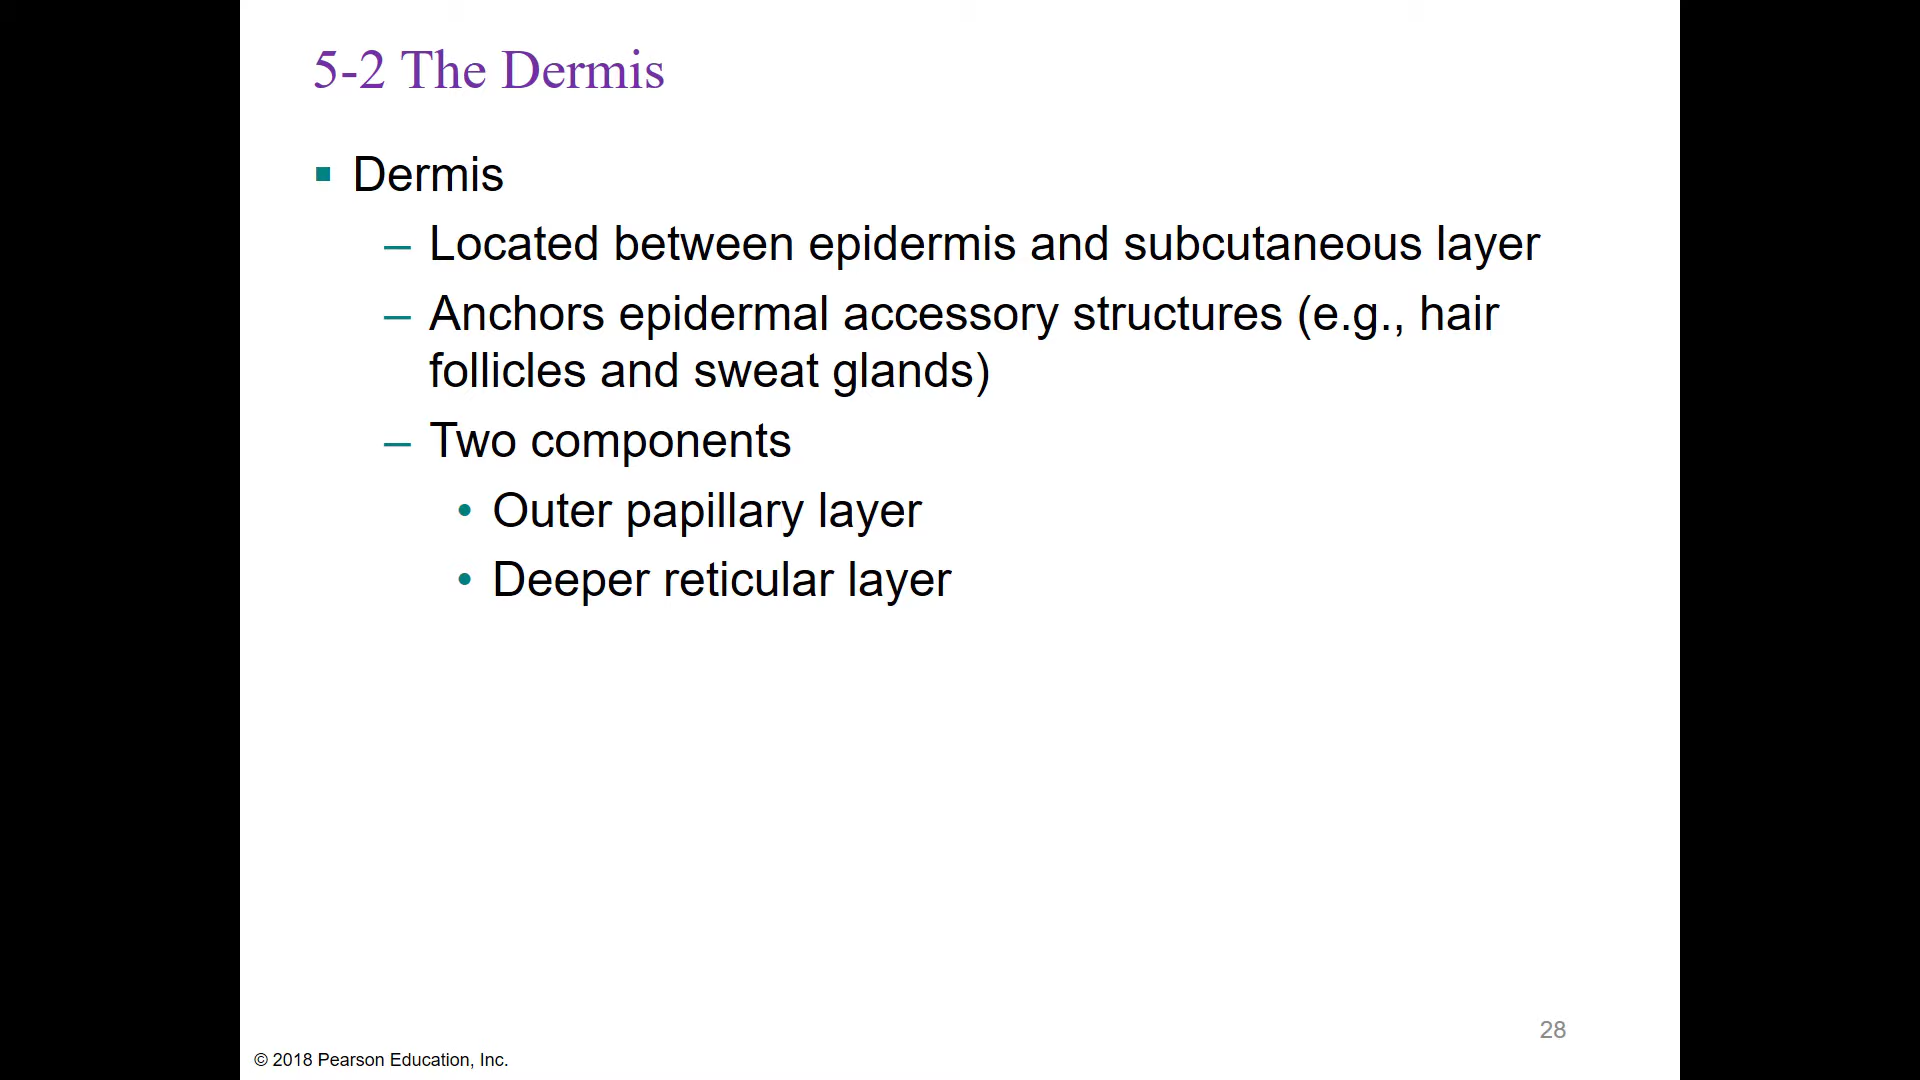 5-2 The Dermis
▪ Dermis
– Located between epidermis and subcutaneous layer
– Anchors epidermal accessory structures (e.g., hair
follicles and sweat glands)
– Two components
• Outer papillary layer
• Deeper reticular layer
28
© 2018 Pearson Education, Inc.